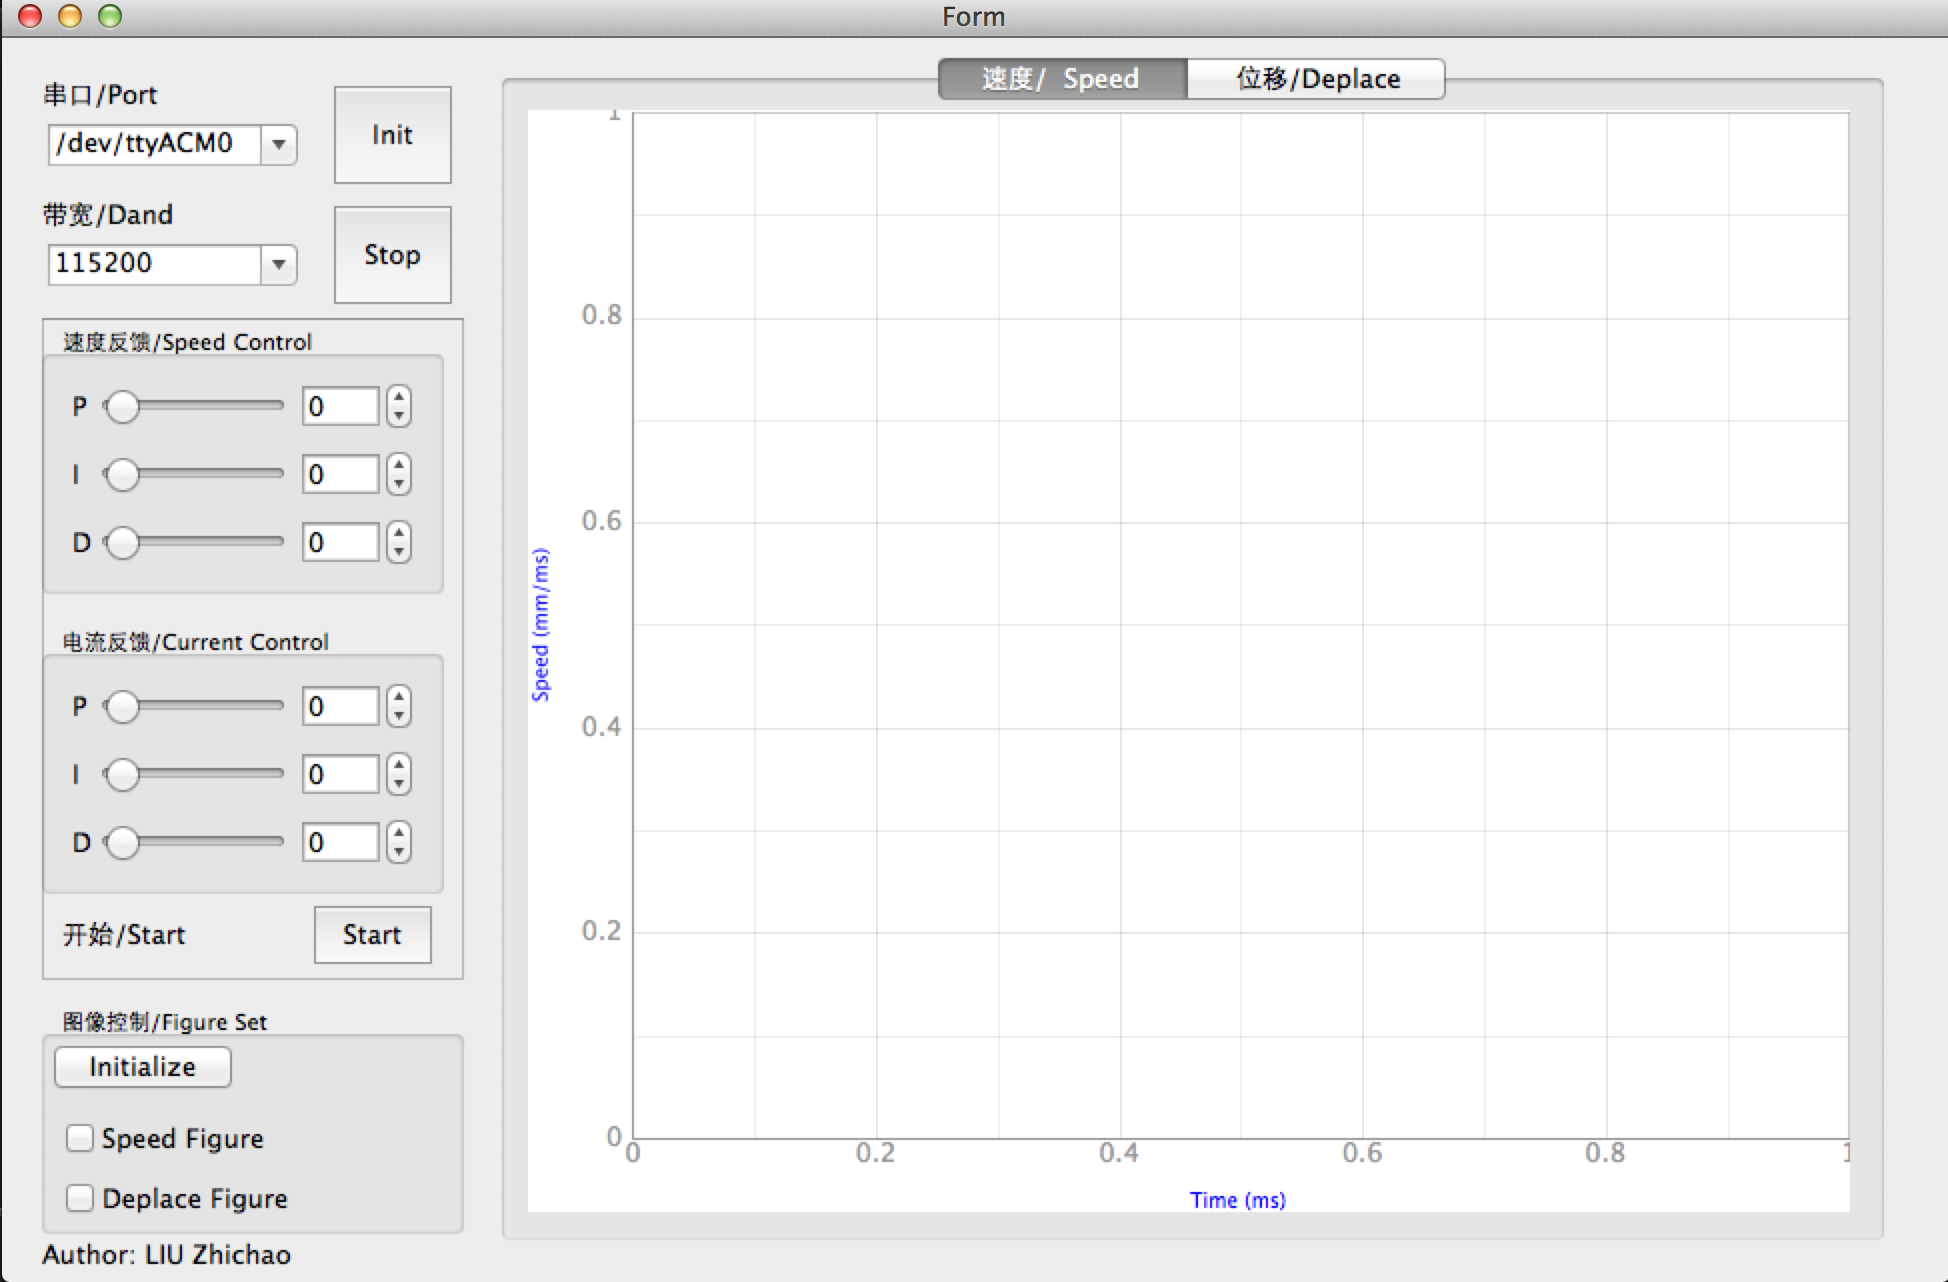 Form
串口/Port
/dev/ttyACM0
Init
带宽/Dand
115200
Stop
速度反馈/Speed Control
P 0
I 0
D 0
电流反馈/Current Control
P 0
I 0
D 0
开始/Start Start
图像控制/Figure Set
Initialize
Speed Figure
Deplace Figure
Author: LIU Zhichao
速度/ Speed 位移/Deplace
1
0.8
0.6
0.4
0.2
0
Speed (mm/ms)
0 0.2 0.4 0.6 0.8 1
Time (ms)